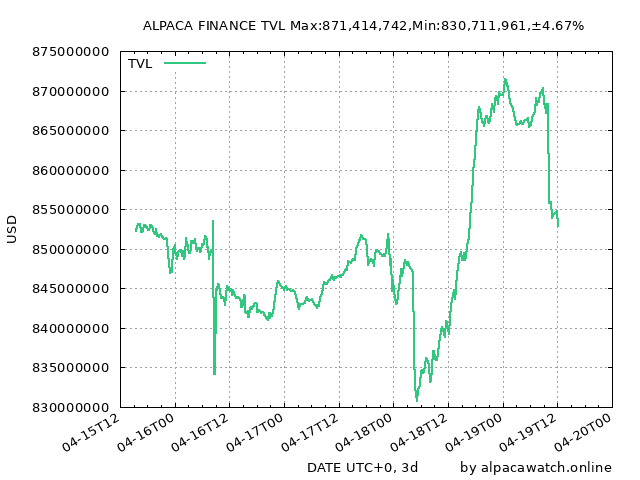 ALPACA FINANCE TVL Max:871,414,742,Min:830,711,961,±4.67%
TVL
875000000
870000000
865000000
860000000
855000000
850000000
845000000
840000000
835000000
830000000
USD
04-15T12
04-16T00
04-16T12
04-17T00
04-17T12
04-18T00
04-18T12
04-19T00
04-19T12
04-20T00
DATE UTC+0, 3d
by alpacawatch.online